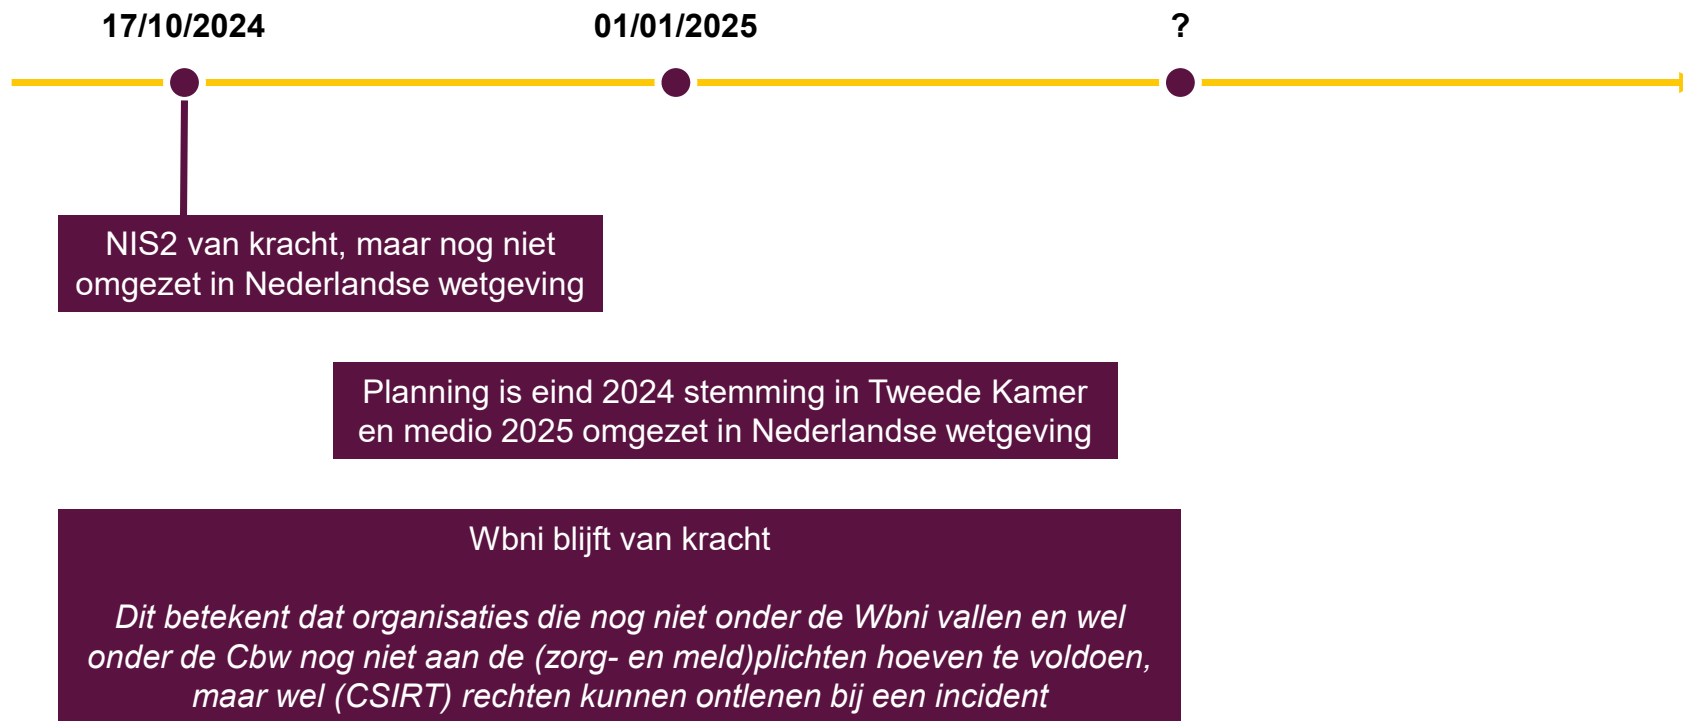 17/10/2024
01/01/2025
?
NIS2 van kracht, maar nog niet
omgezet in Nederlandse wetgeving
Planning is eind 2024 stemming in Tweede Kamer
en medio 2025 omgezet in Nederlandse wetgeving
Wbni blijft van kracht
Dit betekent dat organisaties die nog niet onder de Wbni vallen en wel
onder de Cbw nog niet aan de (zorg- en meld)plichten hoeven te voldoen,
maar wel (CSIRT) rechten kunnen ontlenen bij een incident